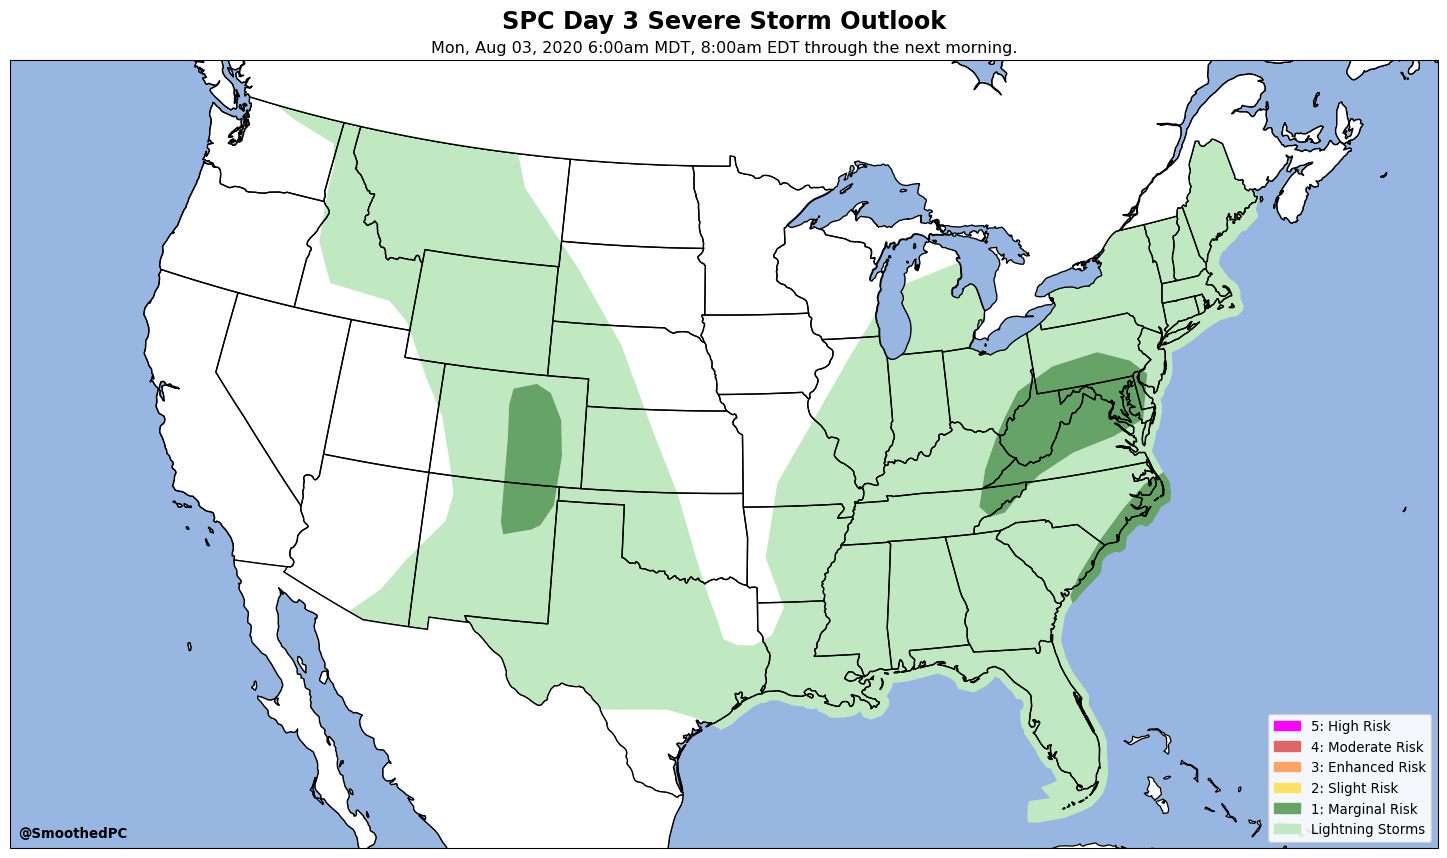 SPC Day 3 Severe Storm Outlook
Mon, Aug 03, 2020 6:00am MDT, 8:00am EDT through the next morning.
5: High Risk
4: Moderate Risk
3: Enhanced Risk
2: Slight Risk
1: Marginal Risk
Lightning Storms
@SmoothedPC